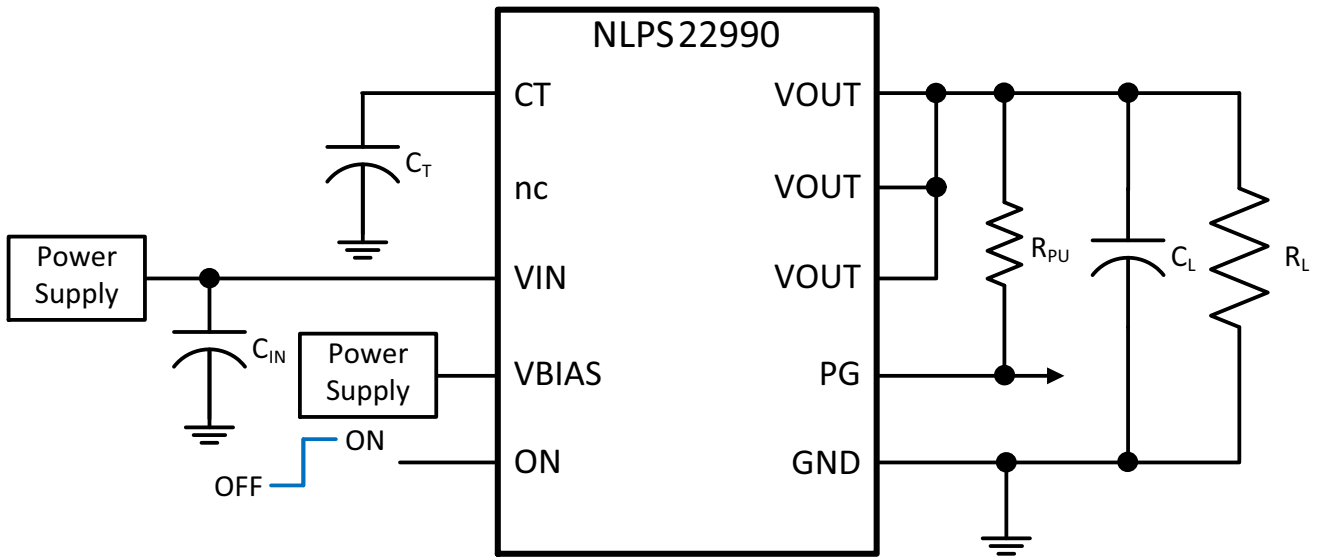 NLPS22990
CT
VOUT
C_T
nc
VOUT
Power
Supply
VIN
VOUT
R_PU
C_L
R_L
C_IN
Power
Supply
VBIAS
PG
ON
OFF
ON
GND